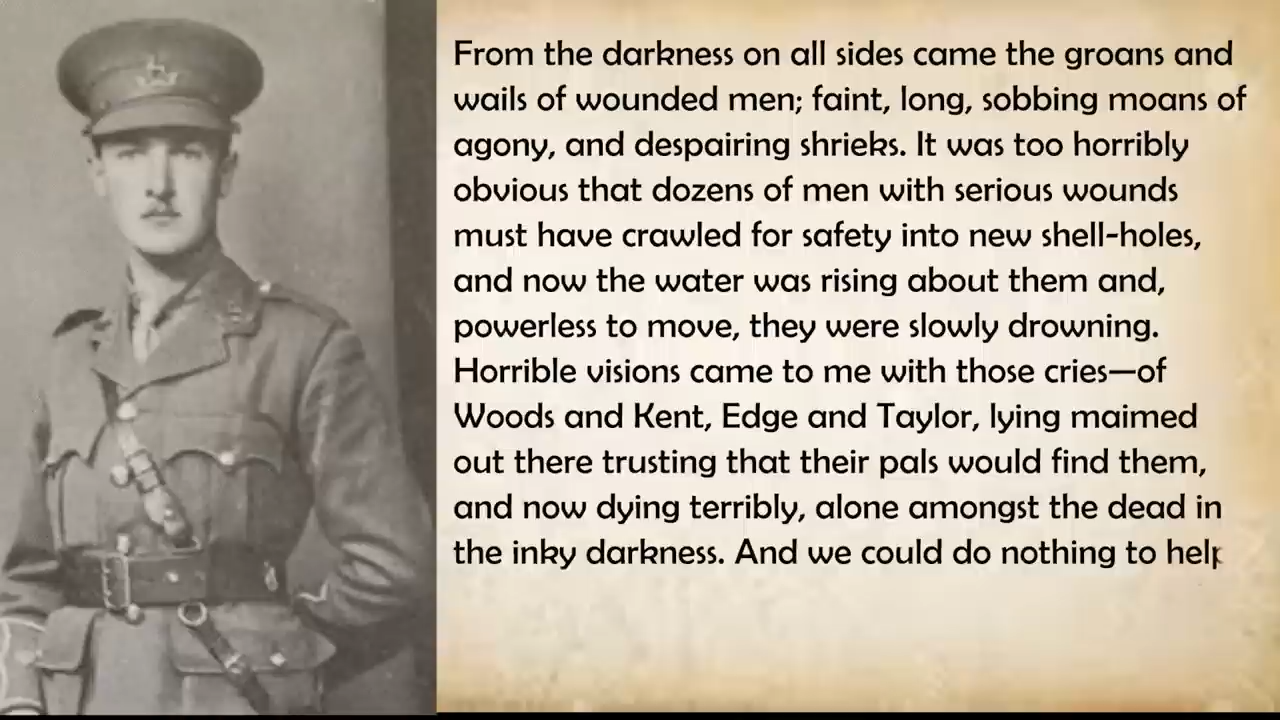 From the darkness on all sides came the groans and
wails of wounded men; faint, long, sobbing moans of
agony, and despairing shrieks. It was too horribly
obvious that dozens of men with serious wounds
must have crawled for safety into new shell-holes,
and now the water was rising about them and,
powerless to move, they were slowly drowning.
Horrible visions came to me with those cries—of
Woods and Kent, Edge and Taylor, lying maimed
out there trusting that their pals would find them,
and now dying terribly, alone amongst the dead in
the inky darkness. And we could do nothing to help